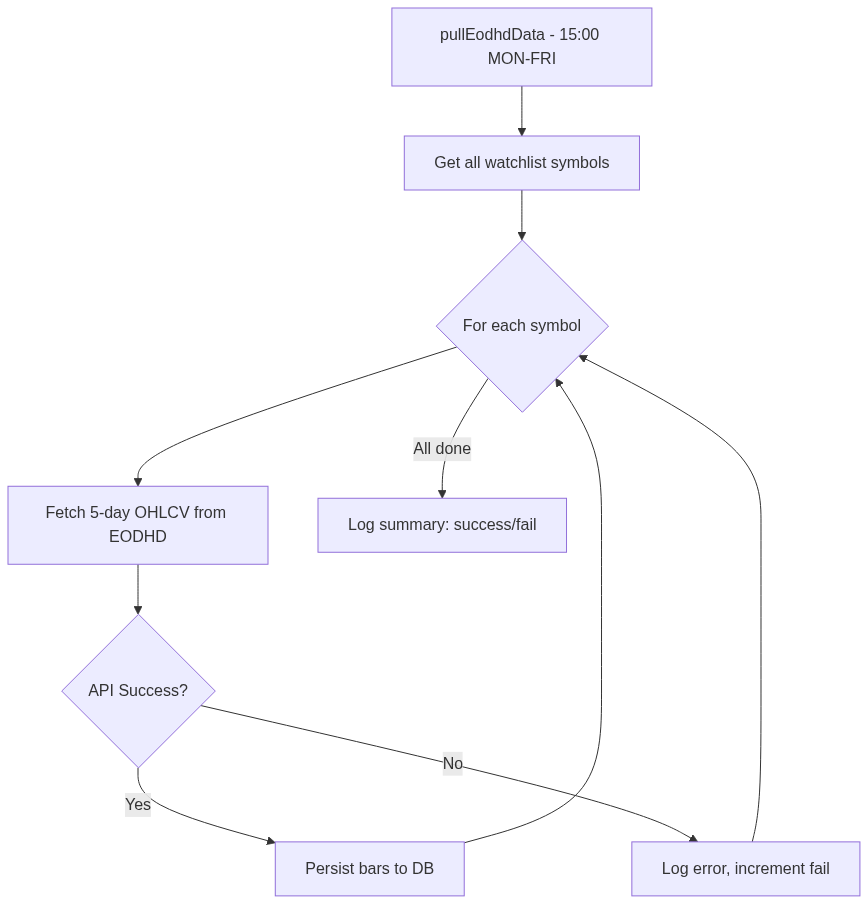 pullEodhdData - 15:00
MON-FRI
Get all watchlist symbols
For each symbol
All done
Fetch 5-day OHLCV from
EODHD
Log summary: success/fail
API Success?
No
Yes
Persist bars to DB
Log error, increment fail